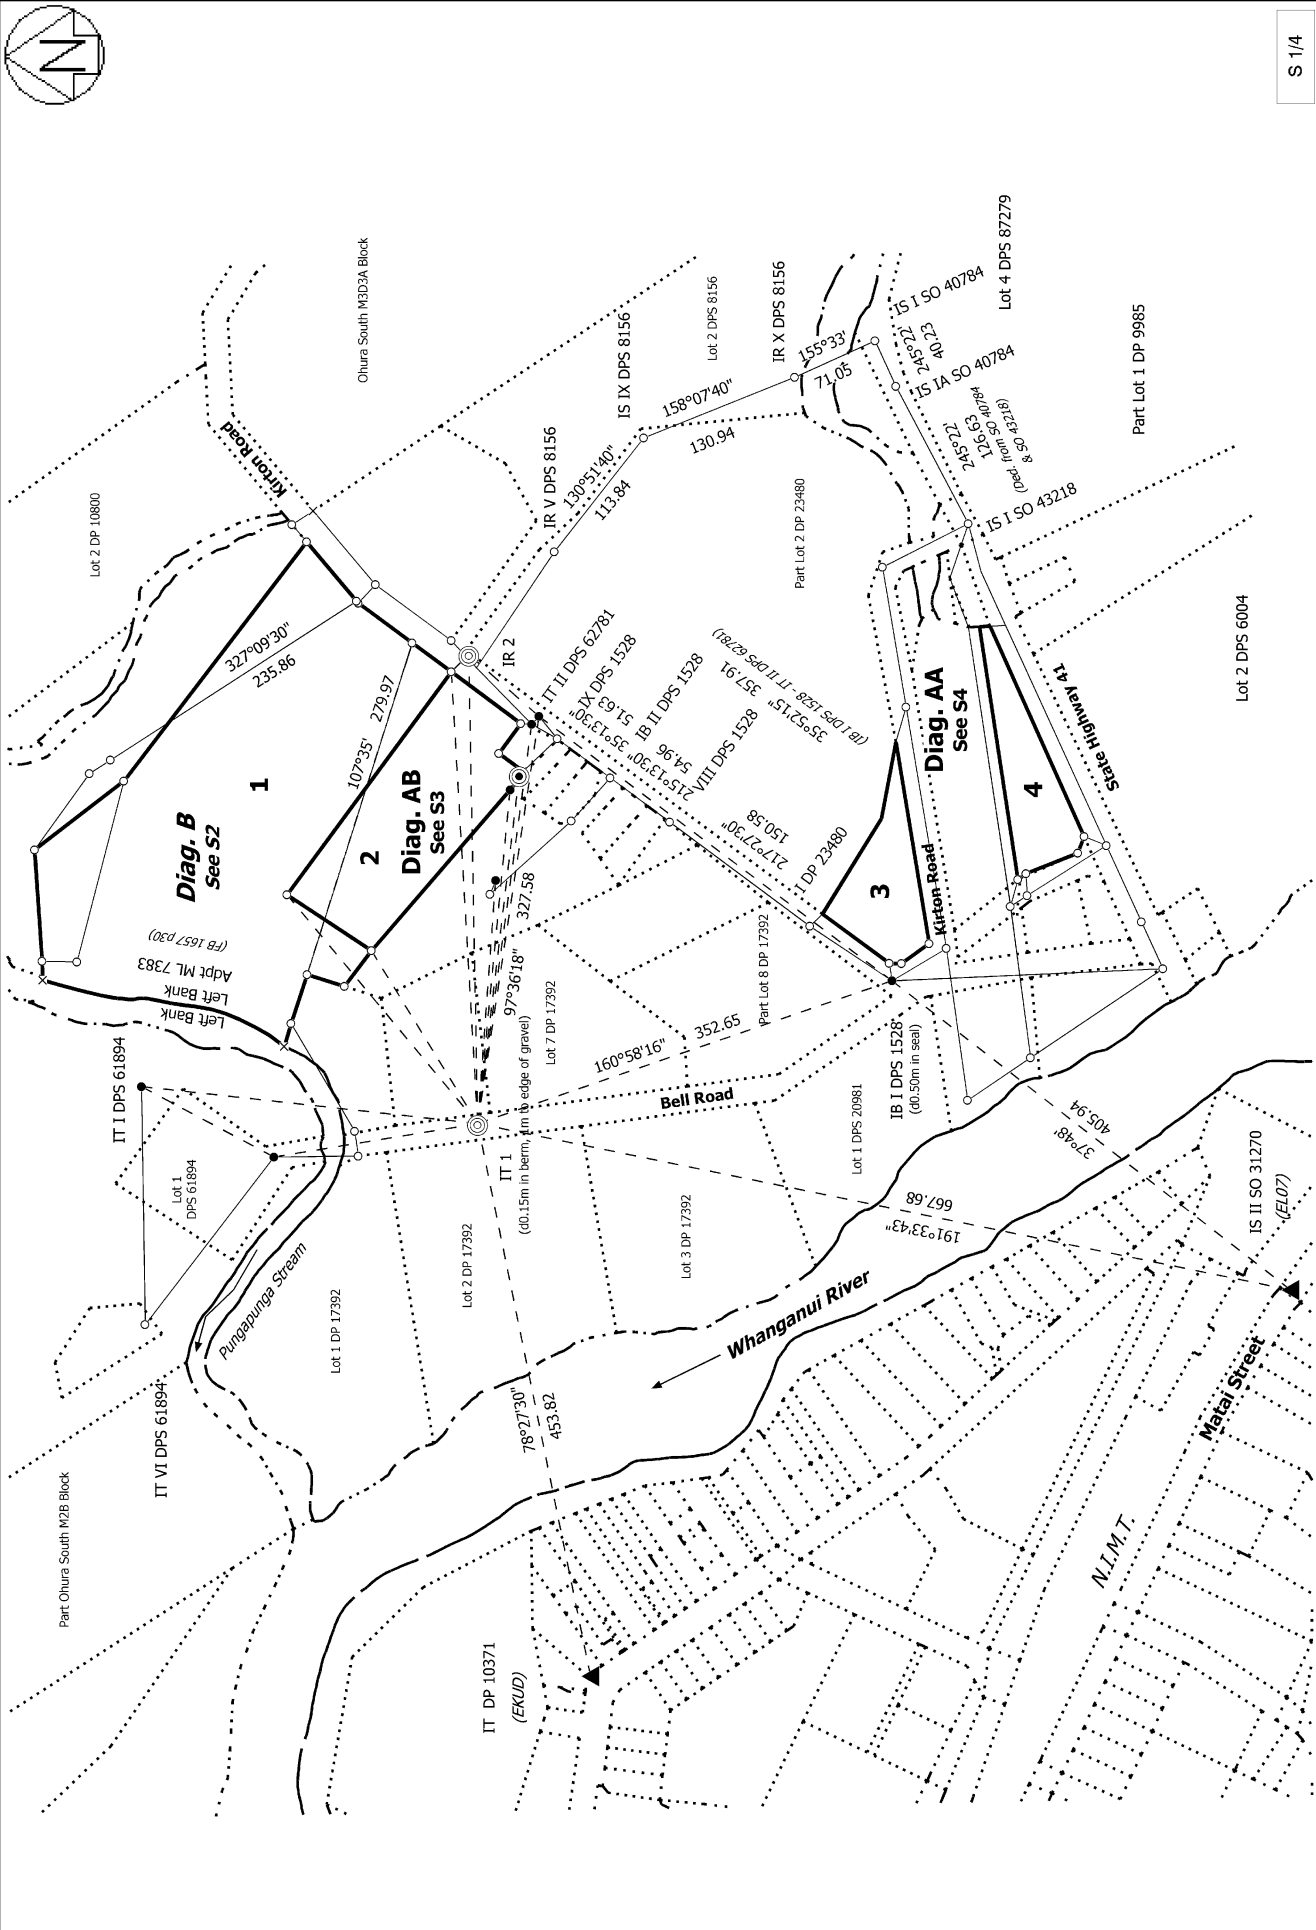 N
S 1/4
Ohura South M3D3A Block
Lot 2 DPS 8156
Lot 4 DPS 87279
Part Lot 1 DP 9985
Lot 2 DP 10800
Kirton Road
IS IX DPS 8156
IR X DPS 8156
155°33'
71.05
IS I SO 40784
245°22'
40.23
IS IA SO 40784
158°07'40"
130.94
245°22'
126.63
(Ded. from SO 40784
& SO 43218)
IS I SO 43218
IR V DPS 8156
130°51'40"
113.84
Part Lot 2 DP 23480
Lot 2 DPS 6004
327°09'30"
235.86
IR 2
IT II DPS 62781
IX DPS 1528
35°13'30"
51.63
IB II DPS 1528
215°13'30"
54.96
VIII DPS 1528
35°52'15"
357.91
(IB I DPS 1528 - IT II DPS 62781)
217°27'30"
150.58
I DP 23480
279.97
107°35'
1
Diag. B
See S2
2
Diag. AB
See S3
Diag. AA
See S4
4
3
Kirton Road
State Highway 41
(FB 1657 p30)
Adpt ML 7383
Left Bank
Left Bank
327.58
97°36'18"
Lot 7 DP 17392
Part Lot 8 DP 17392
352.65
160°58'16"
IT I DPS 61894
Lot 1
DPS 61894
IT 1
(d0.15m in berm, 1m to edge of gravel)
Bell Road
IB I DPS 1528
(d0.50m in seal)
Lot 1 DPS 20981
37°48'
405.94
191°33'43"
667.68
IS II SO 31270
(EL07)
Pungapunga Stream
Lot 1 DP 17392
Lot 2 DP 17392
Lot 3 DP 17392
Whanganui River
Matai Street
IT VI DPS 61894
78°27'30"
453.82
Part Ohura South M2B Block
N.I.M.T.
IT DP 10371
(EKUD)